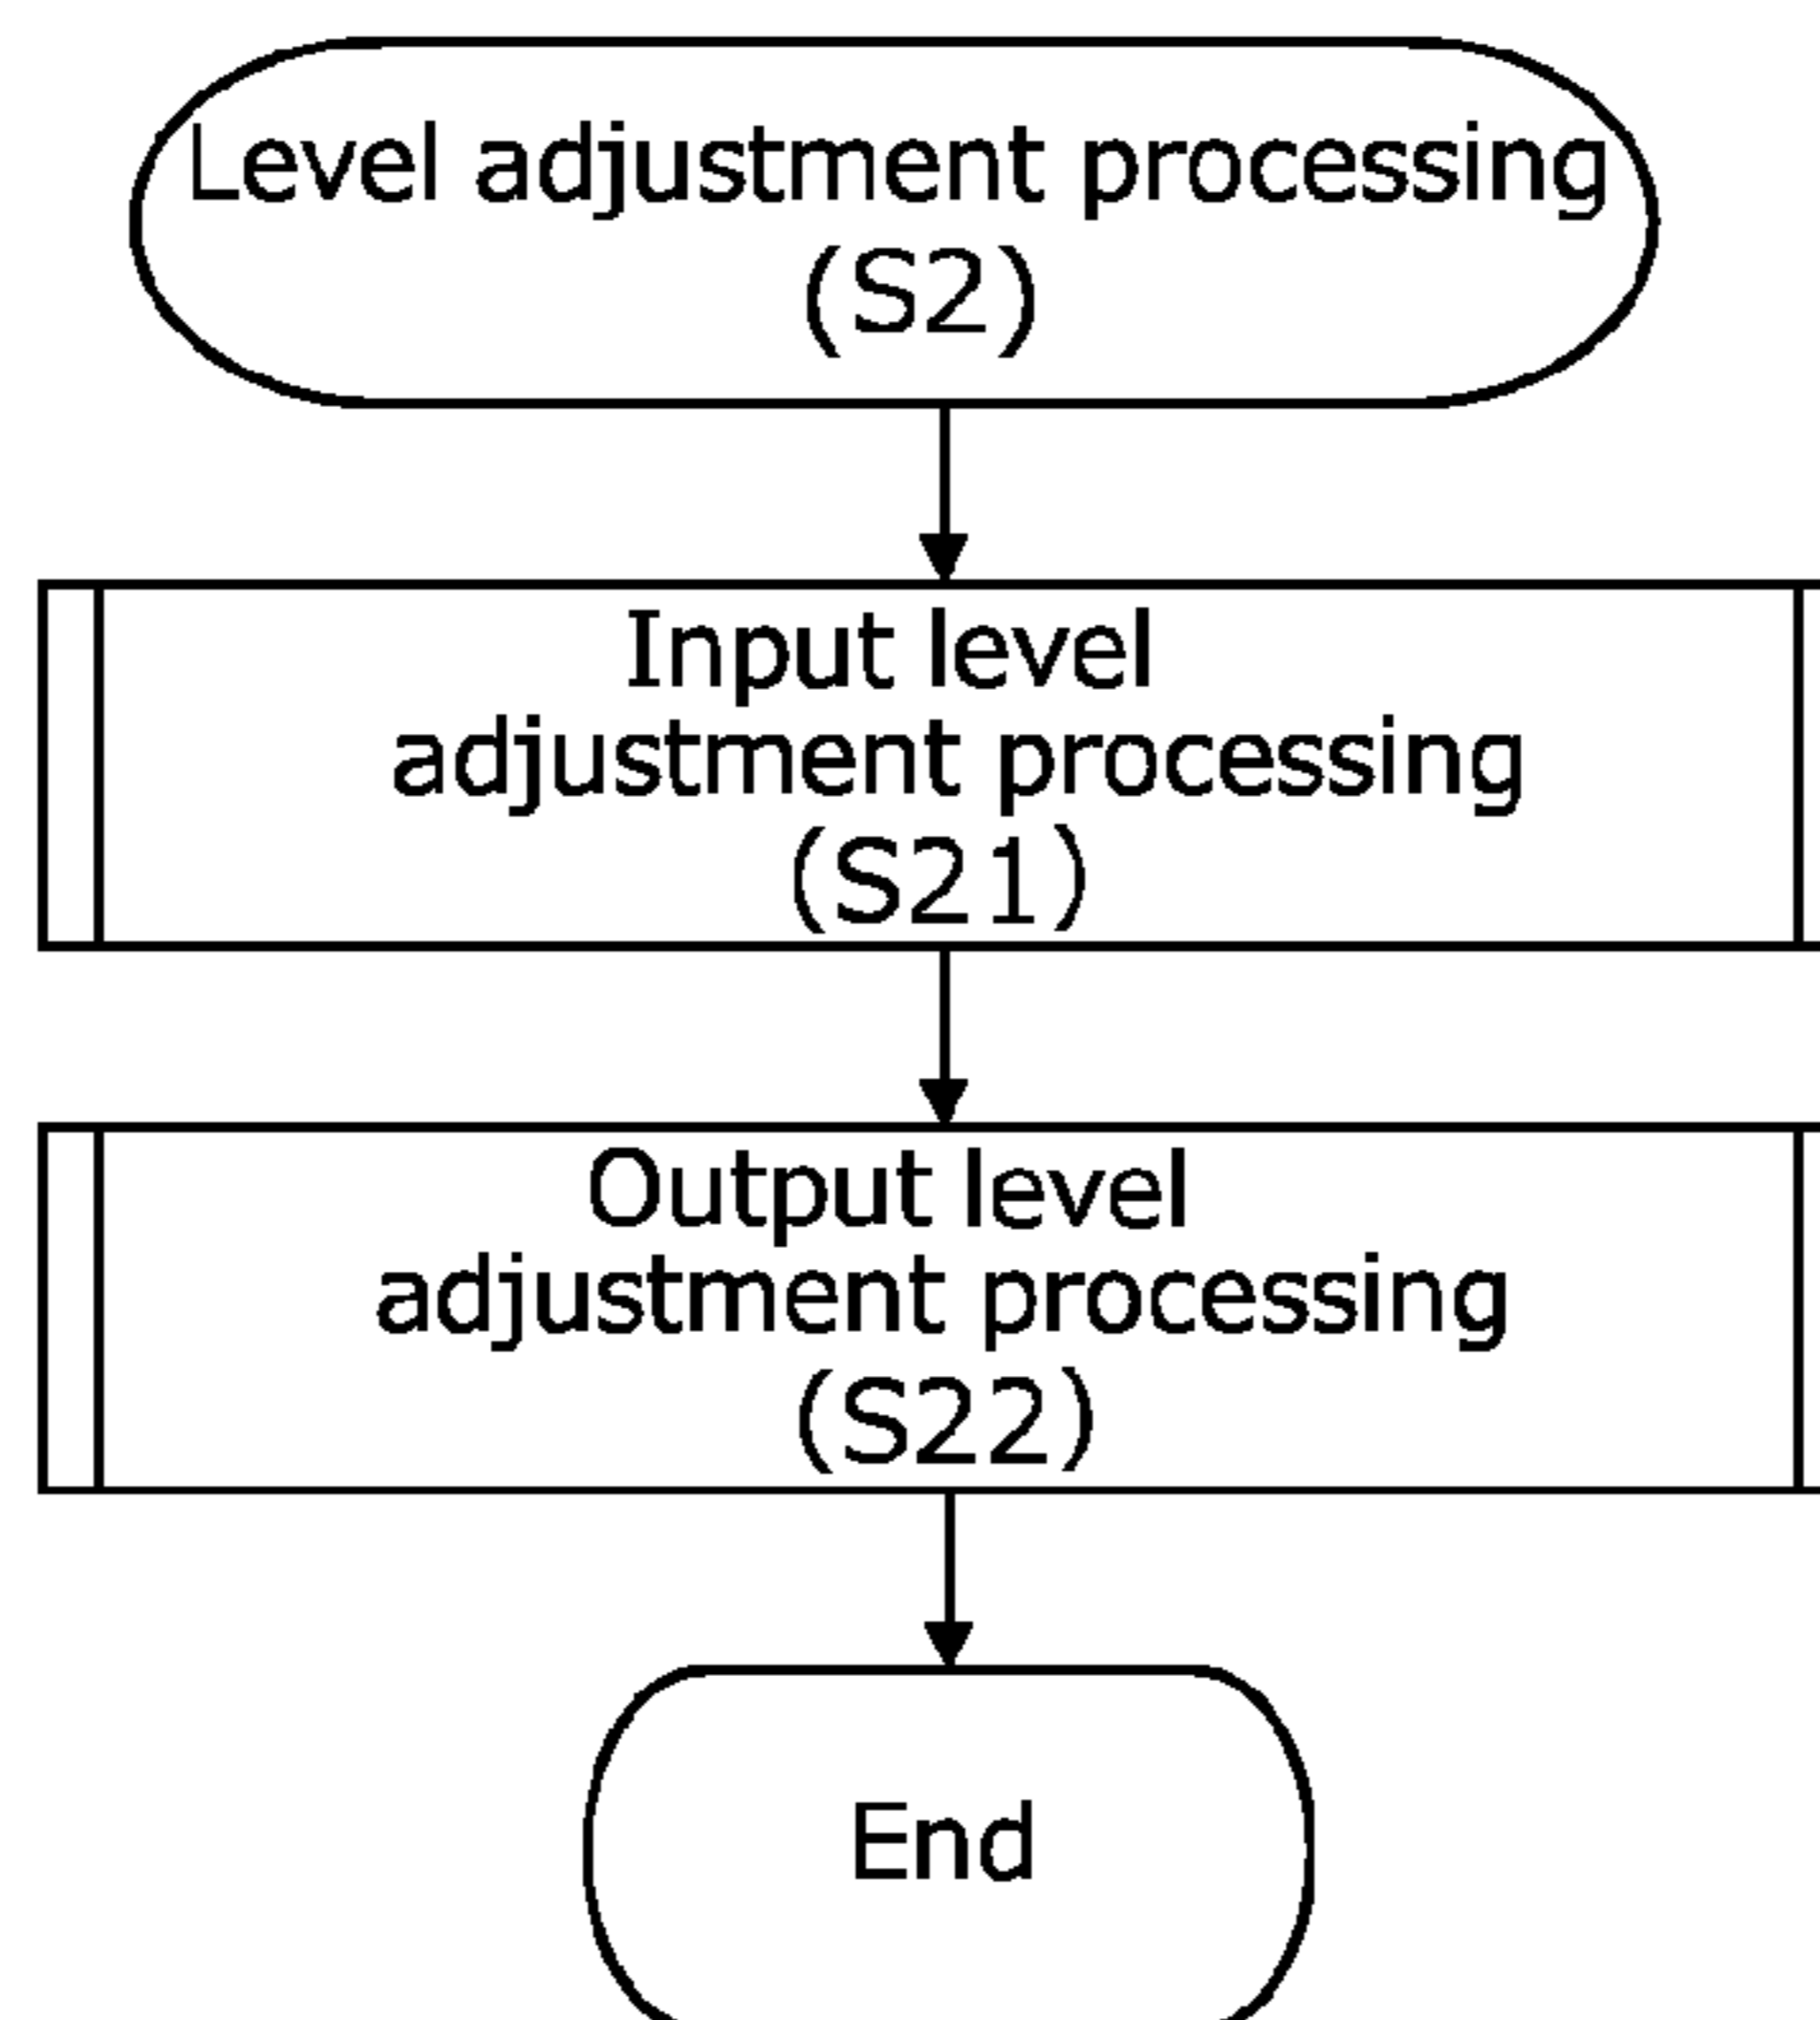 Level adjustment processing
(S2)
Input level
adjustment processing
(S21)
Output level
adjustment processing
(S22)
End